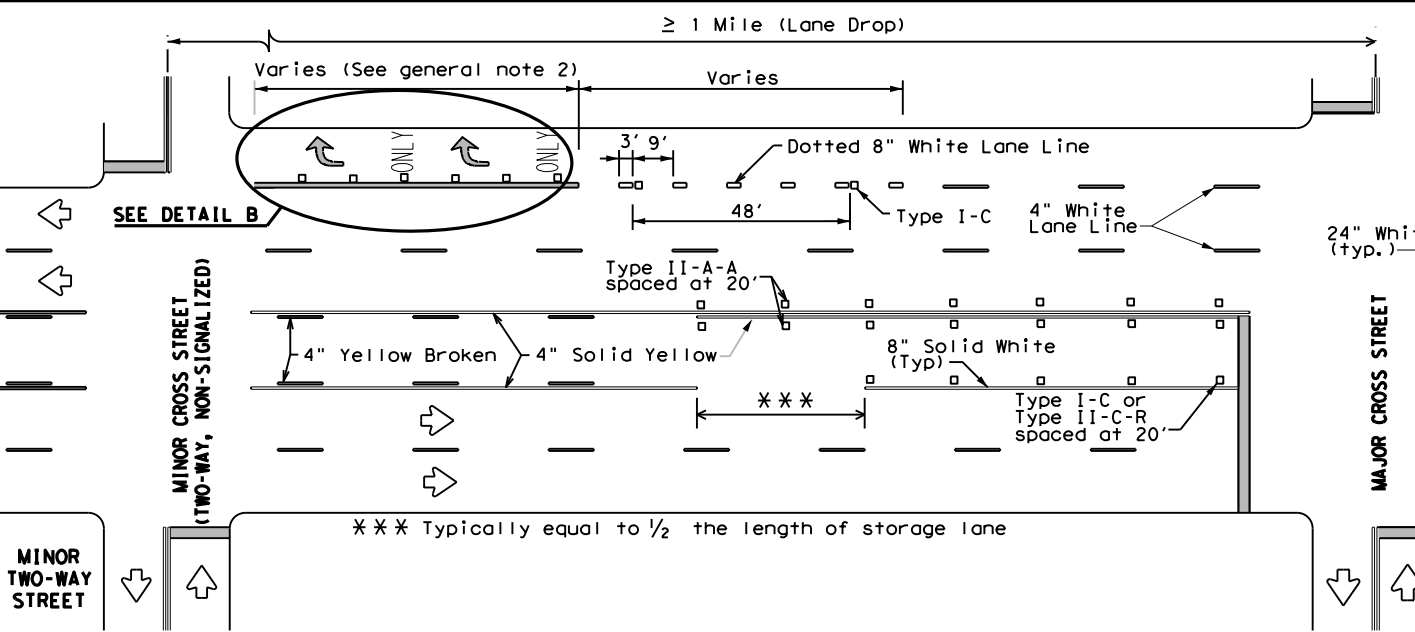 ≥ 1 Mile (Lane Drop)
Varies (See general note 2)
Varies
ONLY
ONLY
3' 9'
Dotted 8" White Lane Line
48'
Type I-C
4" White
Lane Line
24" Whit
(typ.)
SEE DETAIL B
Type II-A-A
spaced at 20'
4" Yellow Broken
4" Solid Yellow
8" Solid White
(Typ)
***
Type I-C or
Type II-C-R
spaced at 20'
MINOR CROSS STREET
(TWO-WAY, NON-SIGNALIZED)
MAJOR CROSS STREET
*** Typically equal to ½ the length of storage lane
MINOR
TWO-WAY
STREET